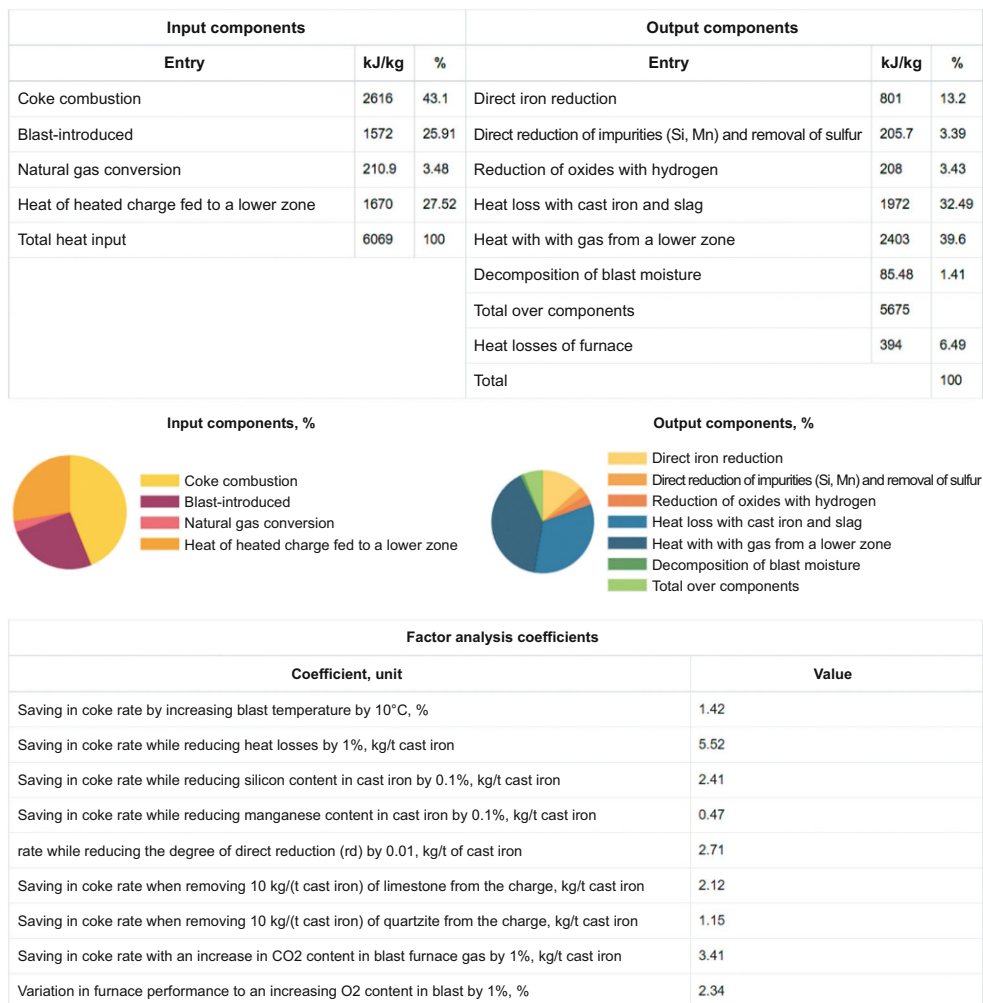 Input components Output components
Entry kJ/kg % Entry kJ/kg %
Coke combustion 2616 43.1 Direct iron reduction 801 13.2
Blast-introduced 1572 25.91 Direct reduction of impurities (Si, Mn) and removal of sulfur 205.7 3.39
Natural gas conversion 210.9 3.48 Reduction of oxides with hydrogen 208 3.43
Heat of heated charge fed to a lower zone 1670 27.52 Heat loss with cast iron and slag 1972 32.49
Total heat input 6069 100 Heat with with gas from a lower zone 2403 39.6
Decomposition of blast moisture 85.48 1.41
Total over components 5675
Heat losses of furnace 394 6.49
Total 100
Input components, %
Coke combustion
Blast-introduced
Natural gas conversion
Heat of heated charge fed to a lower zone
Output components, %
Direct iron reduction
Direct reduction of impurities (Si, Mn) and removal of sulfur
Reduction of oxides with hydrogen
Heat loss with cast iron and slag
Heat with with gas from a lower zone
Decomposition of blast moisture
Total over components
Factor analysis coefficients
Coefficient, unit Value
Saving in coke rate by increasing blast temperature by 10°C, % 1.42
Saving in coke rate while reducing heat losses by 1%, kg/t cast iron 5.52
Saving in coke rate while reducing silicon content in cast iron by 0.1%, kg/t cast iron 2.41
Saving in coke rate while reducing manganese content in cast iron by 0.1%, kg/t cast iron 0.47
rate while reducing the degree of direct reduction (rd) by 0.01, kg/t of cast iron 2.71
Saving in coke rate when removing 10 kg/(t cast iron) of limestone from the charge, kg/t cast iron 2.12
Saving in coke rate when removing 10 kg/(t cast iron) of quartzite from the charge, kg/t cast iron 1.15
Saving in coke rate with an increase in CO2 content in blast furnace gas by 1%, kg/t cast iron 3.41
Variation in furnace performance to an increasing O2 content in blast by 1%, % 2.34